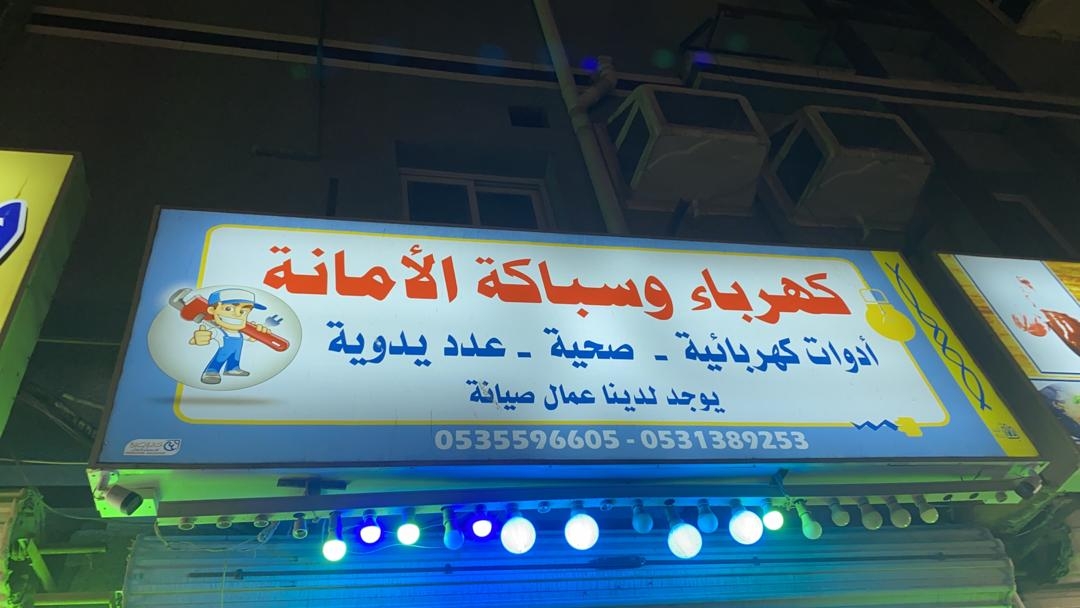 كهرباء وسباكة الأمانة
أدوات كهربائية - صحية - عدد يدوية
يوجد لدينا عمال صيانة
0535596605 - 0531389253